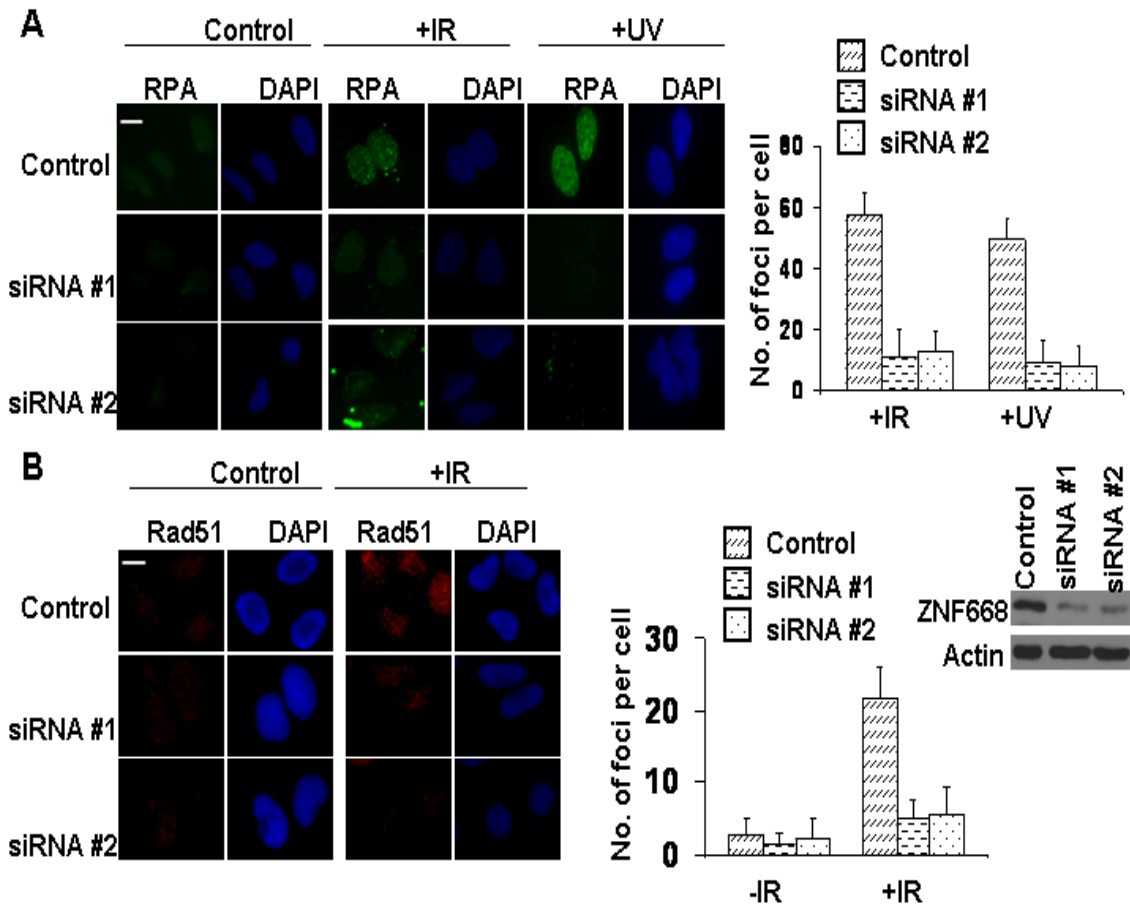 A
Control +IR +UV
RPA DAPI RPA DAPI RPA DAPI
Control
siRNA #1
siRNA #2
Control
siRNA #1
siRNA #2
No. of foci per cell
80
60
40
20
0
+IR +UV
B
Control +IR
Rad51 DAPI Rad51 DAPI
Control
siRNA #1
siRNA #2
Control
siRNA #1
siRNA #2
No. of foci per cell
30
20
10
0
-IR +IR
Control siRNA #1 siRNA #2
ZNF668
Actin